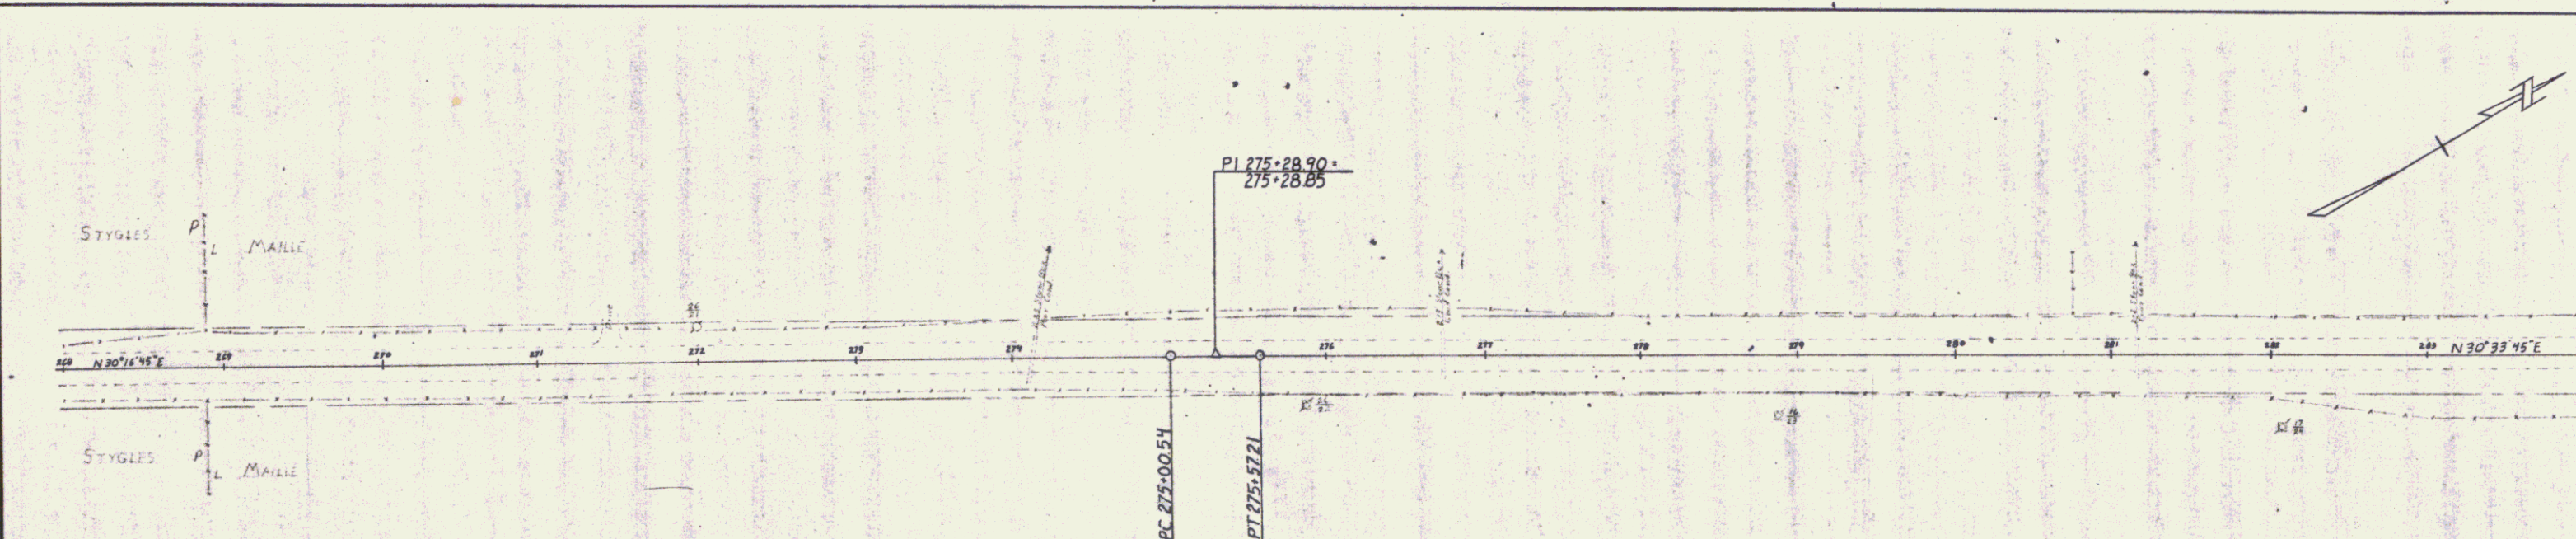 PI 275+28.90=
275+28.85
STYGLES P L MAILLE
268 N 30°16'45"E 269 270 271 272 273 274 276 277 278 279 280 281 282 283 N 30°33'45"E
STYGLES P L MAILLE
PC 275+00.54
PT 275+57.21
N